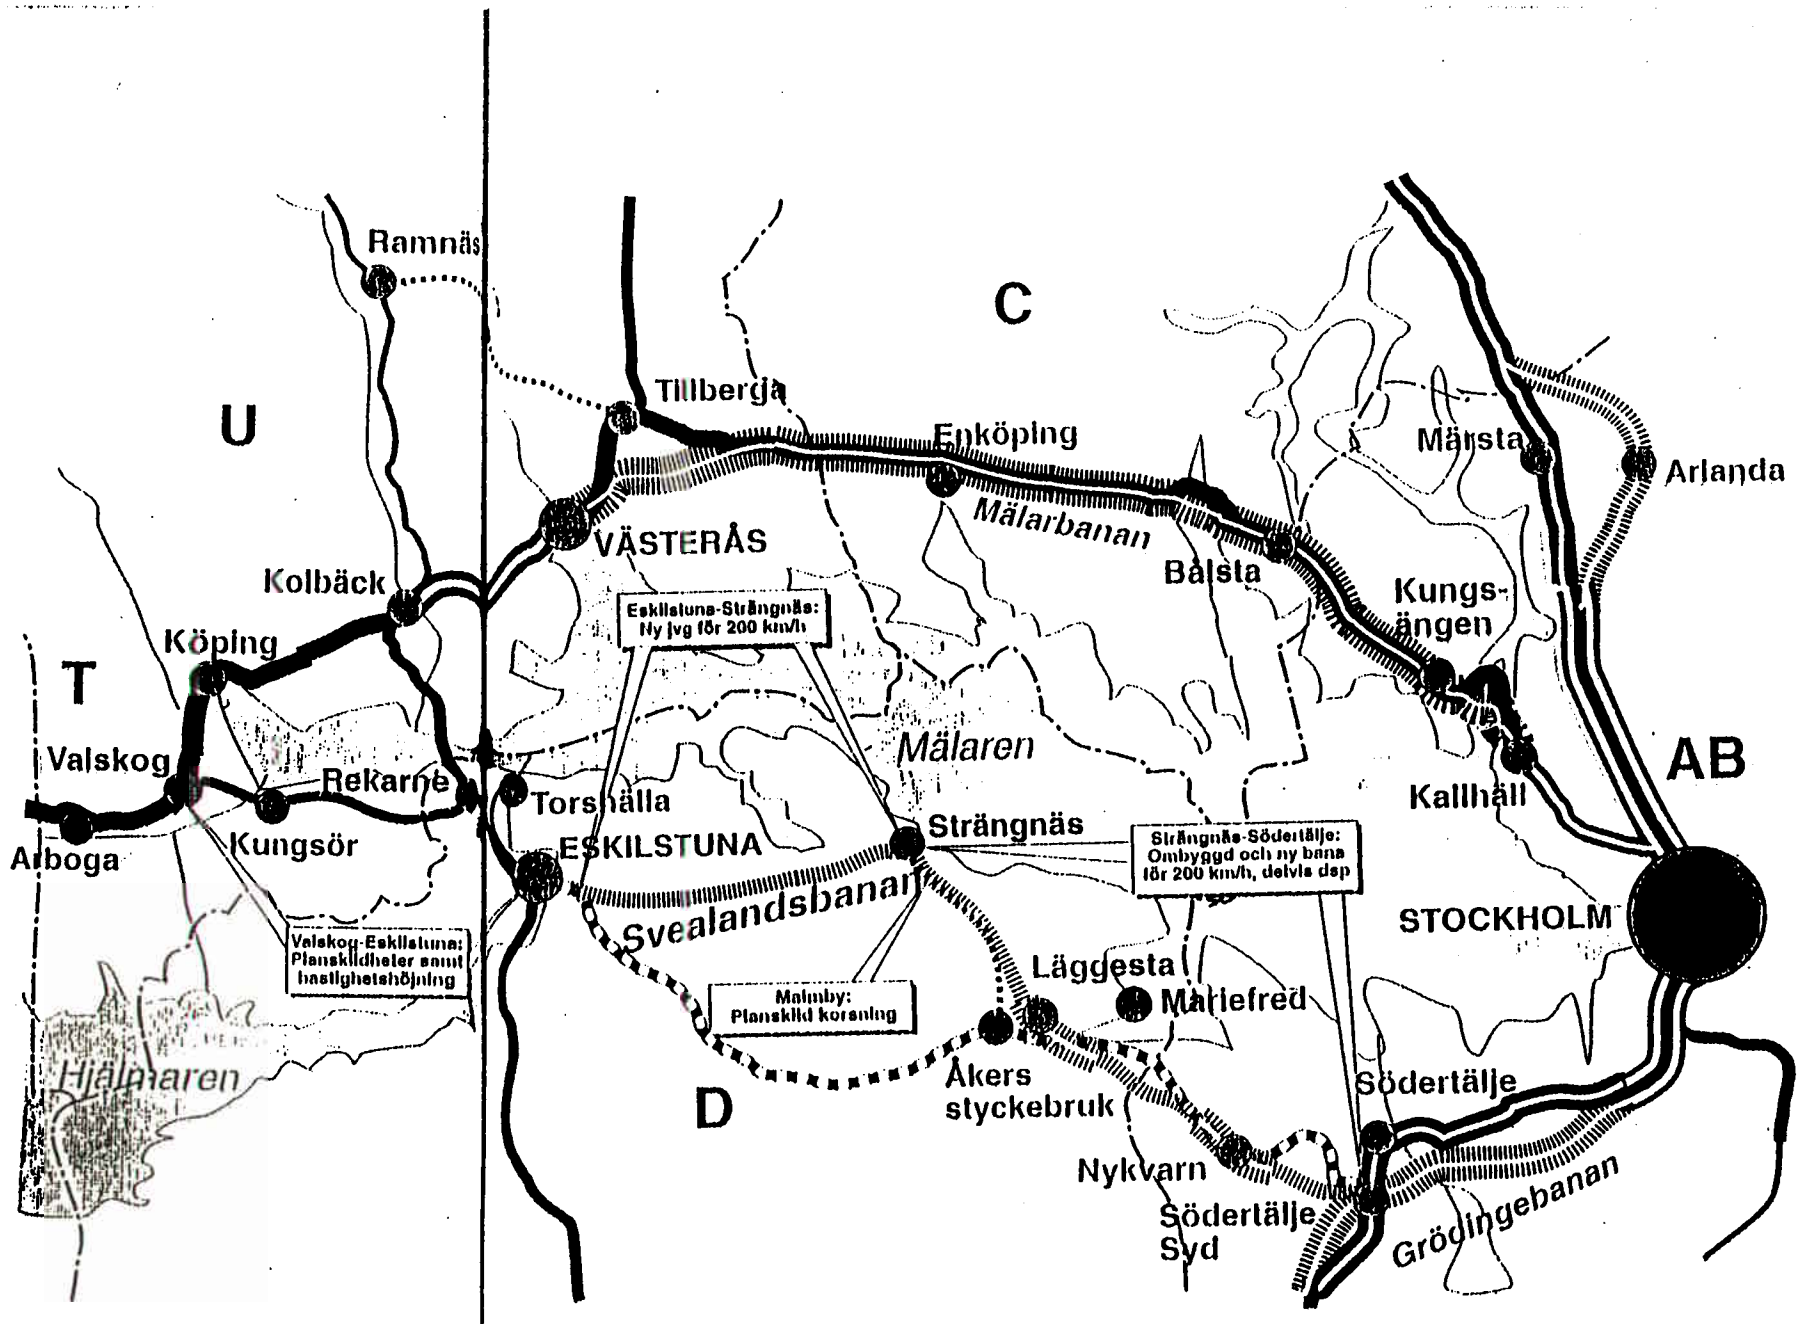 Ramnäs
C
Tillberga
U
Enköping
Märsta
Arlanda
Mälarbanan
VÄSTERÅS
Bålsta
Kolbäck
Kungs-
ängen
Eskilstuna-Strängnäs:
Ny jvg för 200 km/h
Köping
T
Mälaren
AB
Valskog
Rekarne
Torshälla
Kallhäll
Strängnäs
Arboga
Kungsör
ESKILSTUNA
Strängnäs-Södertälje:
Ombyggd och ny bana
för 200 km/h, delvis dsp
Svealandsbanan
STOCKHOLM
Valskog-Eskilstuna:
Planskildheter samt
hastighetshöjning
Läggesta
Malmby:
Planskild korsning
Mariefred
Hjälmaren
Åkers
styckebruk
Södertälje
D
Nykvarn
Södertälje
Syd
Grödingebanan